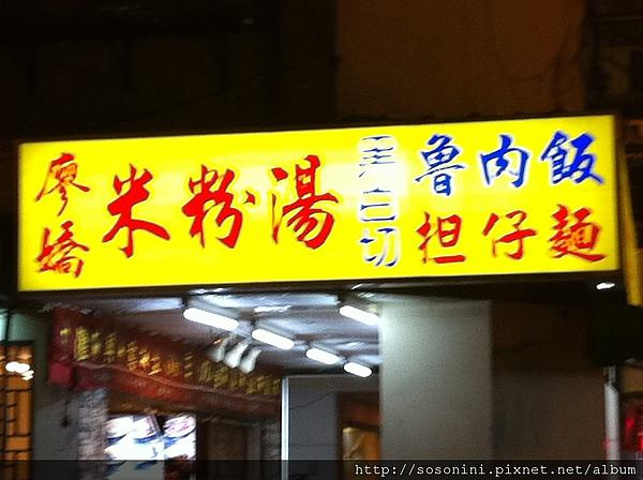 廖嬌
米粉湯
黑白切
魯肉飯
担仔麵
http://sosonini.pixnet.net/album